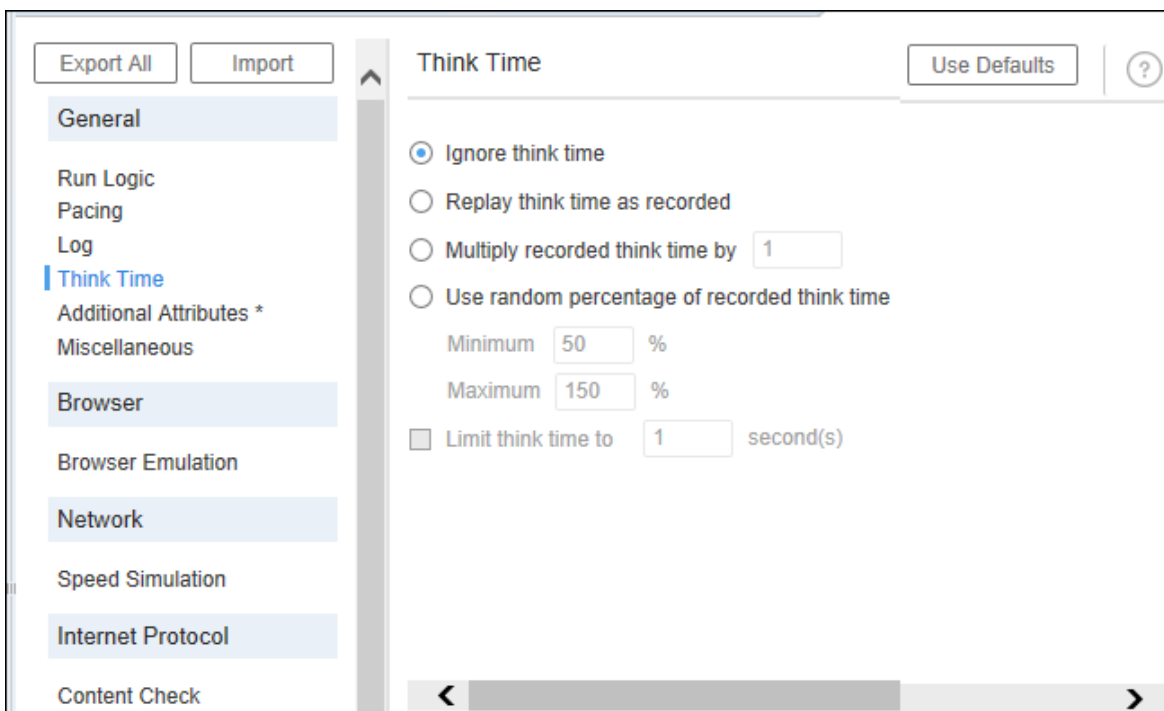 Export All
Import
General
Run Logic
Pacing
Log
Think Time
Additional Attributes *
Miscellaneous
Browser
Browser Emulation
Network
Speed Simulation
Internet Protocol
Content Check
Think Time
Use Defaults
?
Ignore think time
Replay think time as recorded
Multiply recorded think time by 1
Use random percentage of recorded think time
Minimum 50 %
Maximum 150 %
Limit think time to 1 second(s)